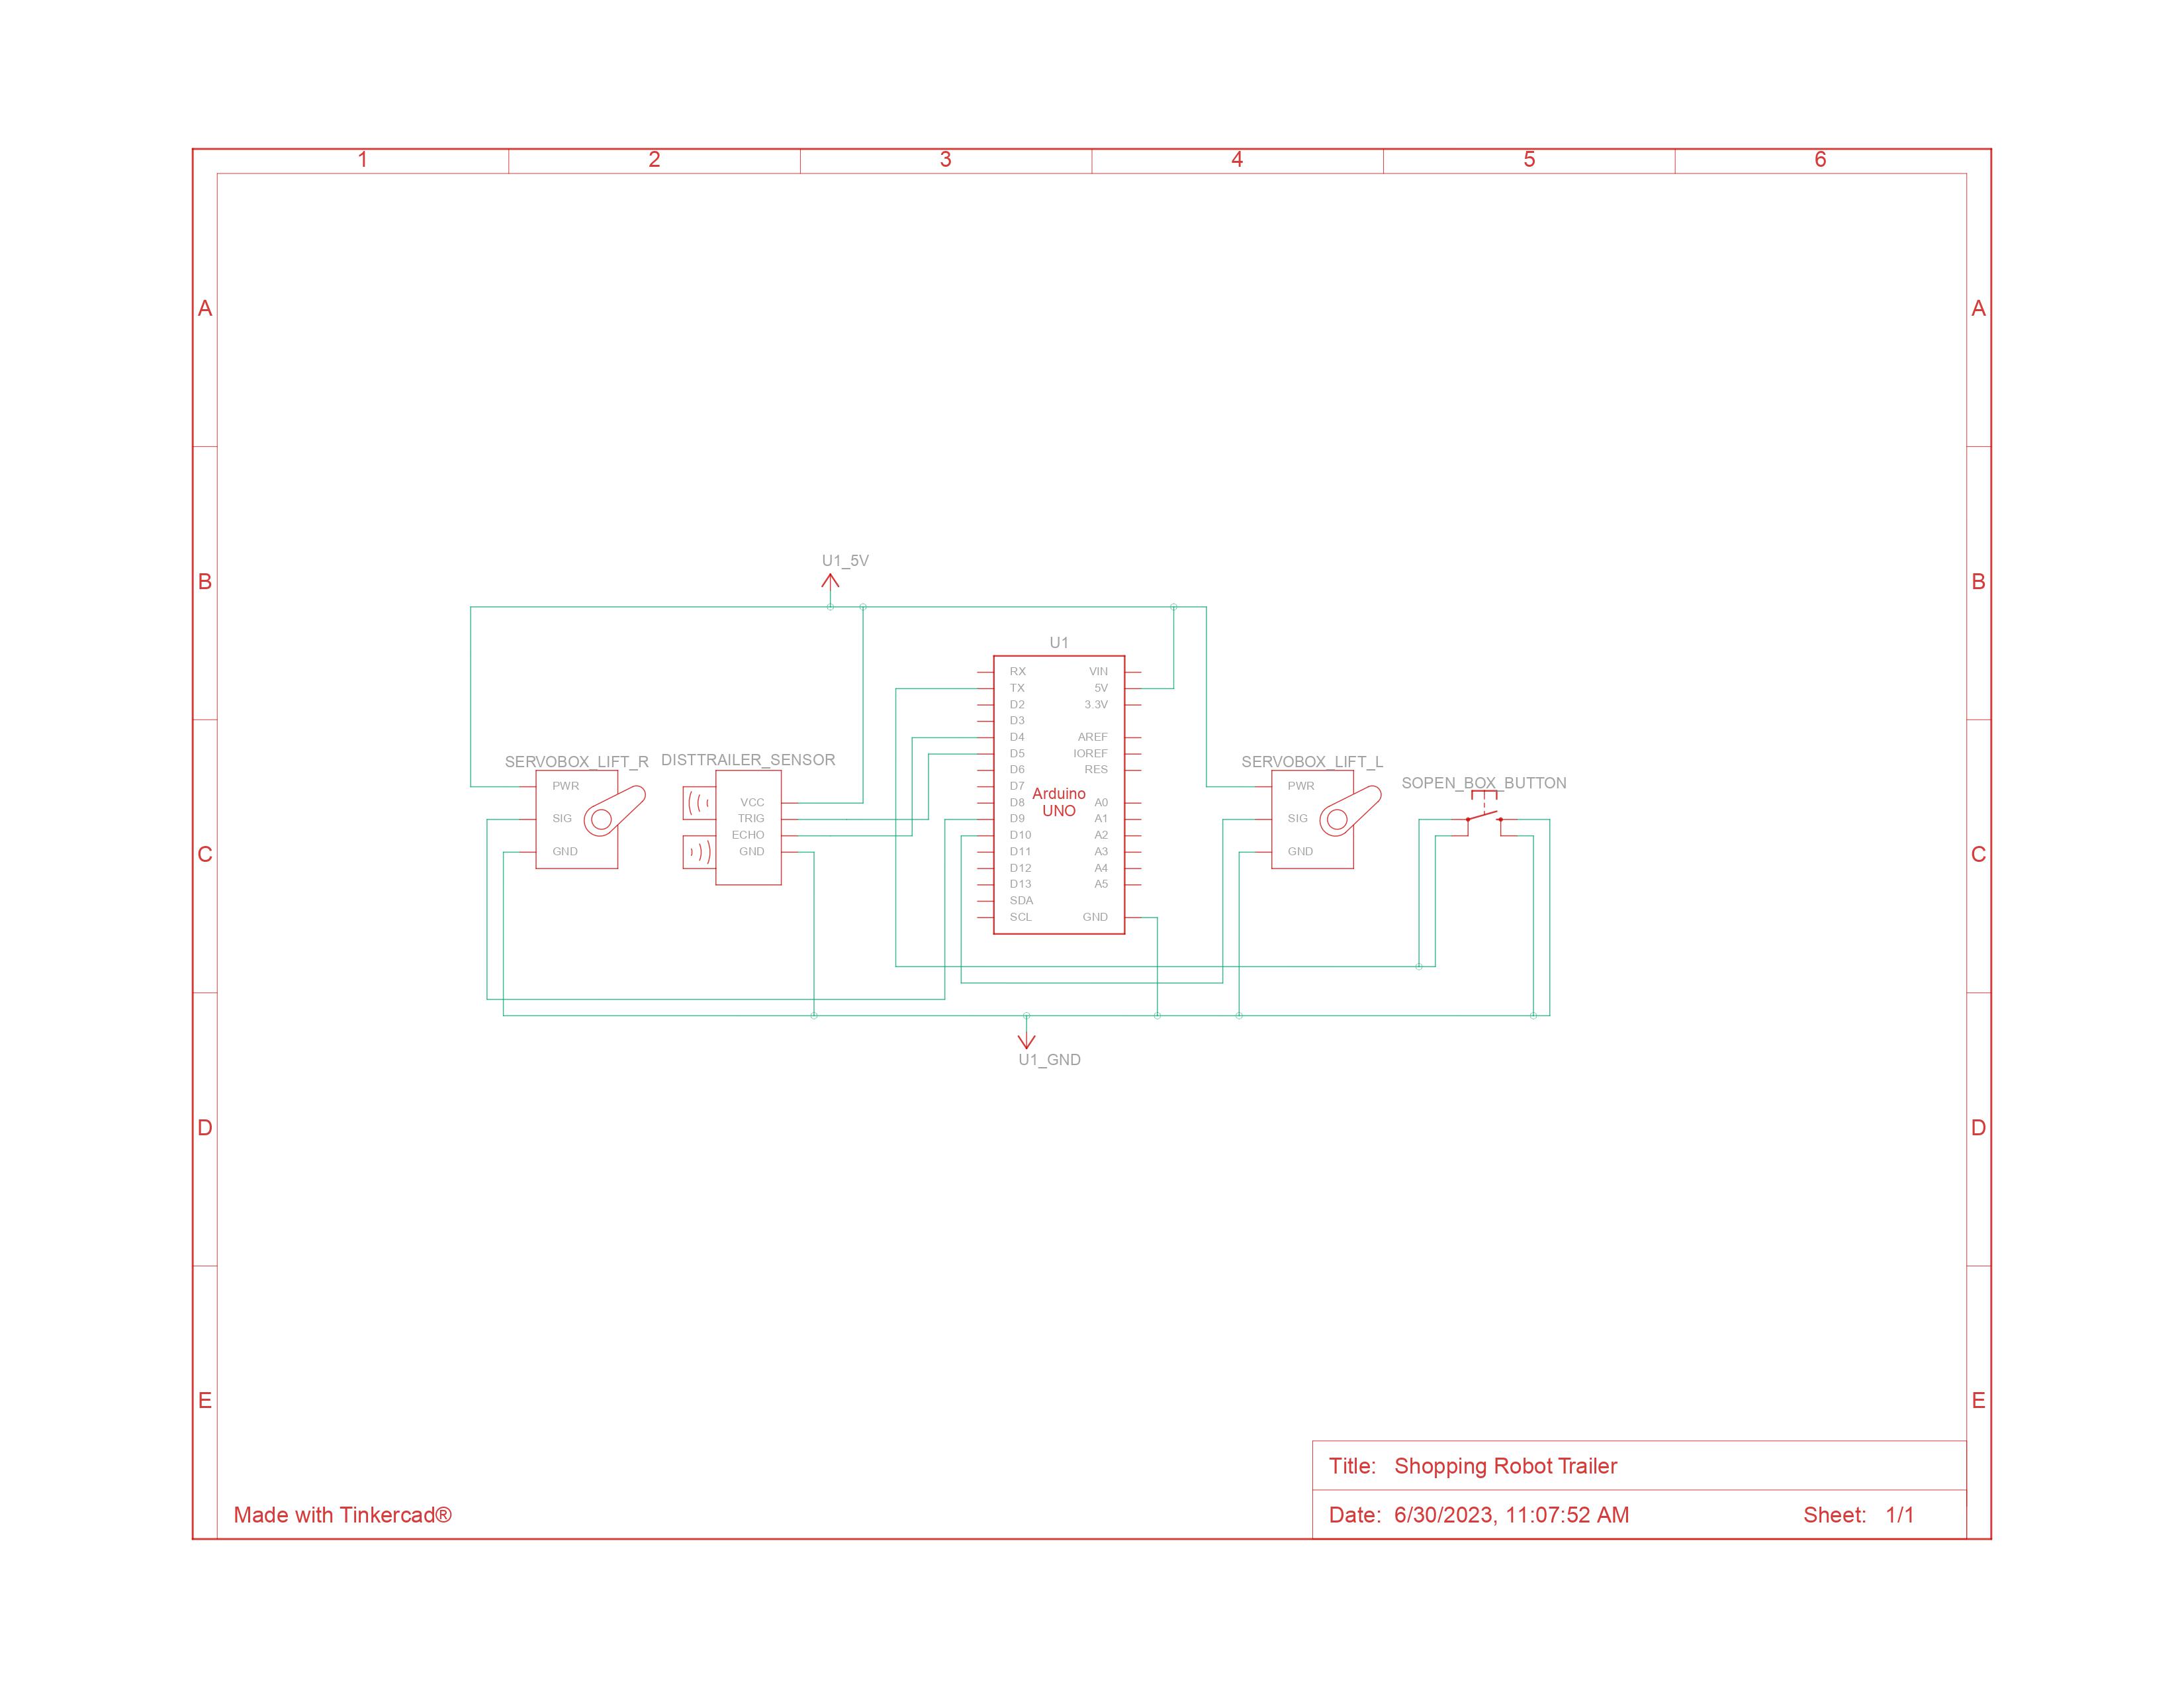 1 2 3 4 5 6
A A
B B
C C
D D
E E
U1_5V
U1
RX VIN
TX 5V
D2 3.3V
D3
D4 AREF
D5 IOREF
D6 RES
D7
D8 A0
D9 A1
D10 A2
D11 A3
D12 A4
D13 A5
SDA
SCL GND
Arduino
UNO
SERVOBOX_LIFT_R
PWR
SIG
GND
DISTTRAILER_SENSOR
VCC
TRIG
ECHO
GND
SERVOBOX_LIFT_L
PWR
SIG
GND
SOPEN_BOX_BUTTON
U1_GND
Title: Shopping Robot Trailer
Date: 6/30/2023, 11:07:52 AM Sheet: 1/1
Made with Tinkercad®